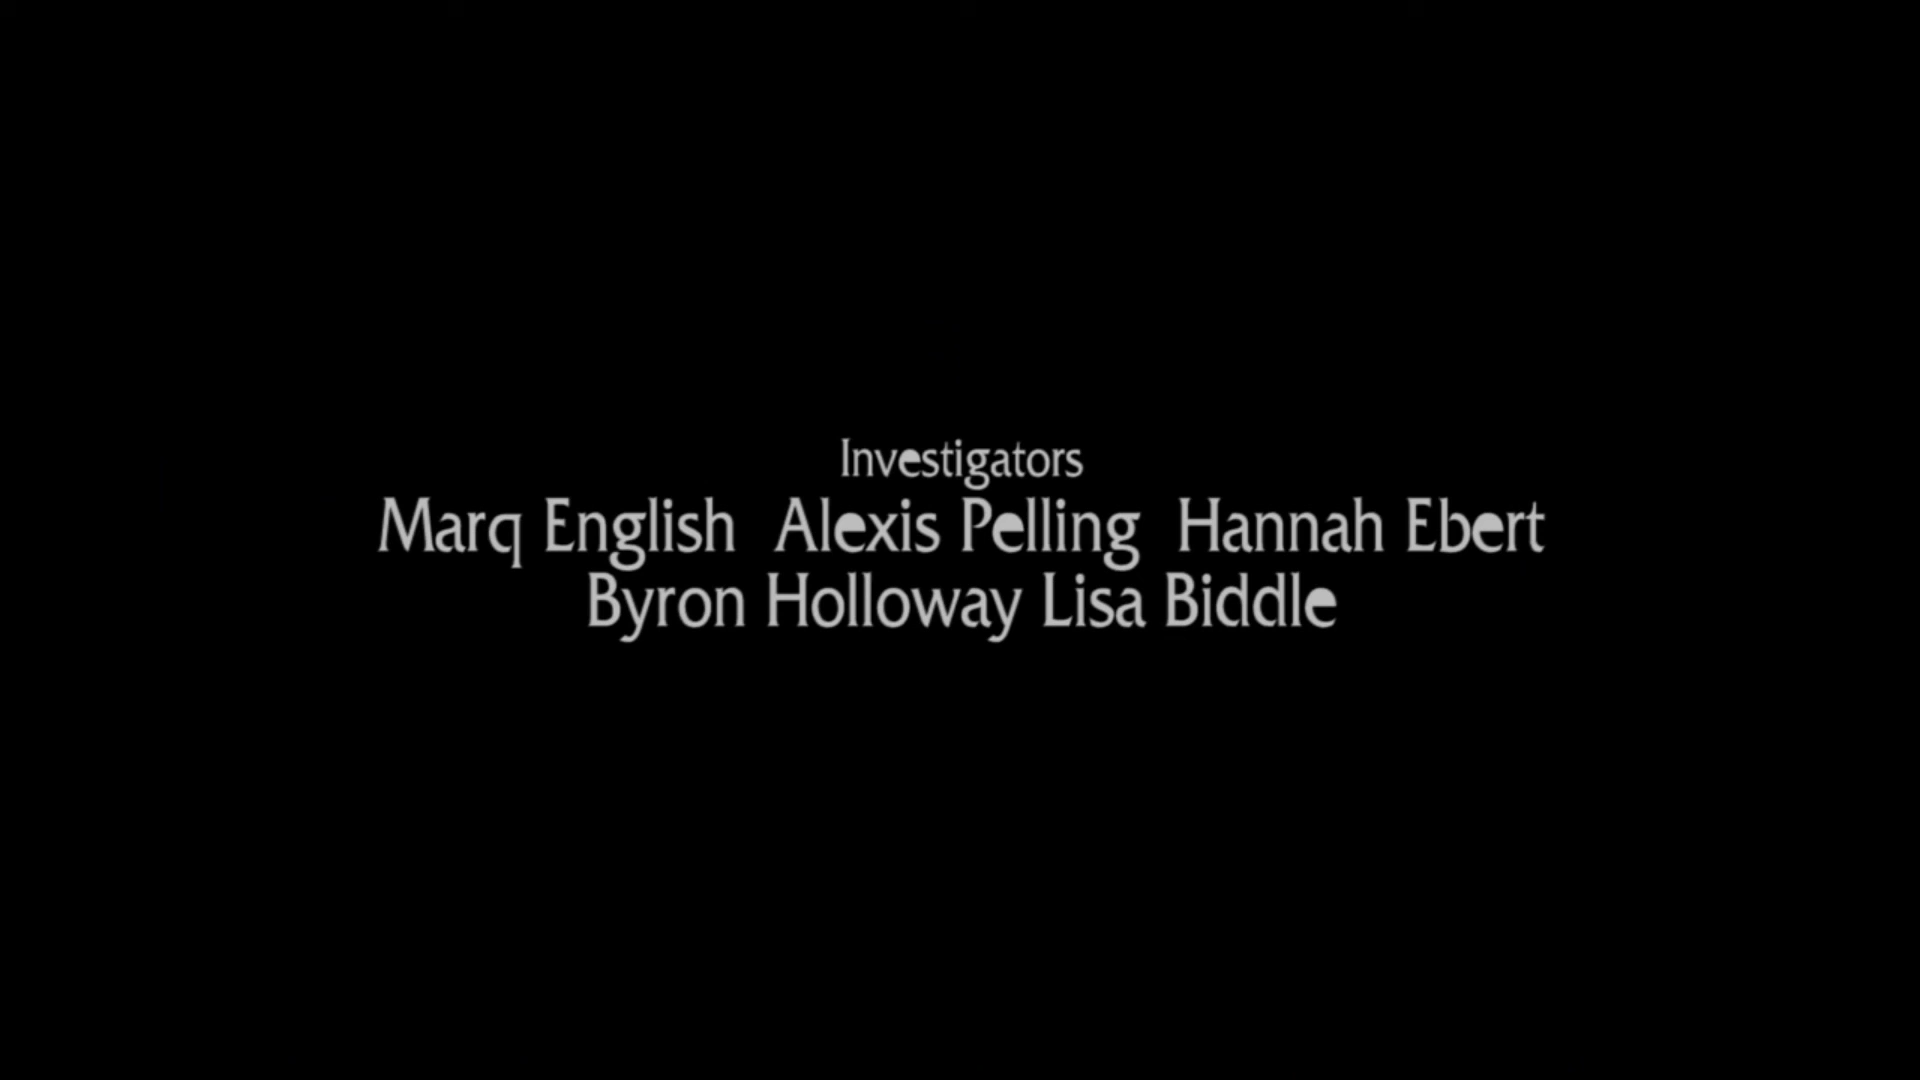 Investigators
Marq English  Alexis Pelling  Hannah Ebert
Byron Holloway Lisa Biddle